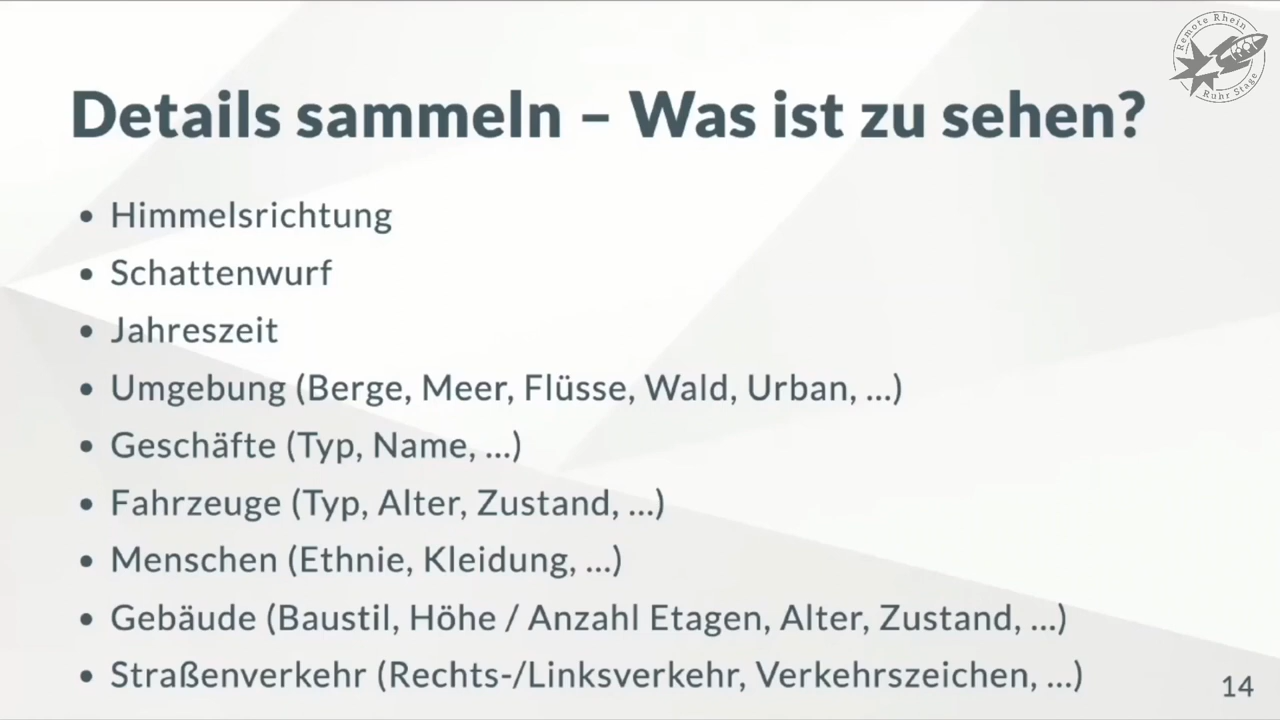 Remote Rhein
Ruhr Stage
Details sammeln – Was ist zu sehen?
• Himmelsrichtung
• Schattenwurf
• Jahreszeit
• Umgebung (Berge, Meer, Flüsse, Wald, Urban, ...)
• Geschäfte (Typ, Name, ...)
• Fahrzeuge (Typ, Alter, Zustand, ...)
• Menschen (Ethnie, Kleidung, ...)
• Gebäude (Baustil, Höhe / Anzahl Etagen, Alter, Zustand, ...)
• Straßenverkehr (Rechts-/Linksverkehr, Verkehrszeichen, ...)
14